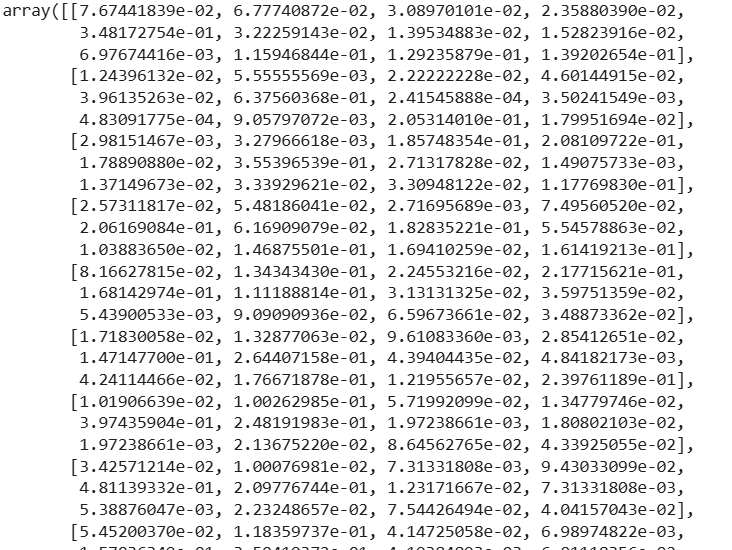 array([[7.67441839e-02, 6.77740872e-02, 3.08970101e-02, 2.35880390e-02,
3.48172754e-01, 3.22259143e-02, 1.39534883e-02, 1.52823916e-02,
6.97674416e-03, 1.15946844e-01, 1.29235879e-01, 1.39202654e-01],
[1.24396132e-02, 5.55555569e-03, 2.22222228e-02, 4.60144915e-02,
3.96135263e-02, 6.37560368e-01, 2.41545888e-04, 3.50241549e-03,
4.83091775e-04, 9.05797072e-03, 2.05314010e-01, 1.79951694e-02],
[2.98151467e-03, 3.27966618e-03, 1.85748354e-01, 2.08109722e-01,
1.78890880e-02, 3.55396539e-01, 2.71317828e-02, 1.49075733e-03,
1.37149673e-02, 3.33929621e-02, 3.30948122e-02, 1.17769830e-01],
[2.57311817e-02, 5.48186041e-02, 2.71695689e-03, 7.49560520e-02,
2.06169084e-01, 6.16909079e-02, 1.82835221e-01, 5.54578863e-02,
1.03883650e-02, 1.46875501e-01, 1.69410259e-02, 1.61419213e-01],
[8.16627815e-02, 1.34343430e-01, 2.24553216e-02, 2.17715621e-01,
1.68142974e-01, 1.11188814e-01, 3.13131325e-02, 3.59751359e-02,
5.43900533e-03, 9.09090936e-02, 6.59673661e-02, 3.48873362e-02],
[1.71830058e-02, 1.32877063e-02, 9.61083360e-03, 2.85412651e-02,
1.47147700e-01, 2.64407158e-01, 4.39404435e-02, 4.84182173e-03,
4.24114466e-02, 1.76671878e-01, 1.21955657e-02, 2.39761189e-01],
[1.01906639e-02, 1.00262985e-01, 5.71992099e-02, 1.34779746e-02,
3.97435904e-01, 2.48191983e-01, 1.97238661e-03, 1.80802103e-02,
1.97238661e-03, 2.13675220e-02, 8.64562765e-02, 4.33925055e-02],
[3.42571214e-02, 1.00076981e-02, 7.31331808e-03, 9.43033099e-02,
4.81139332e-01, 2.09776744e-01, 1.23171667e-02, 7.31331808e-03,
5.38876047e-03, 2.23248657e-02, 7.54426494e-02, 4.04157043e-02],
[5.45200370e-02, 1.18359737e-01, 4.14725058e-02, 6.98974822e-03,